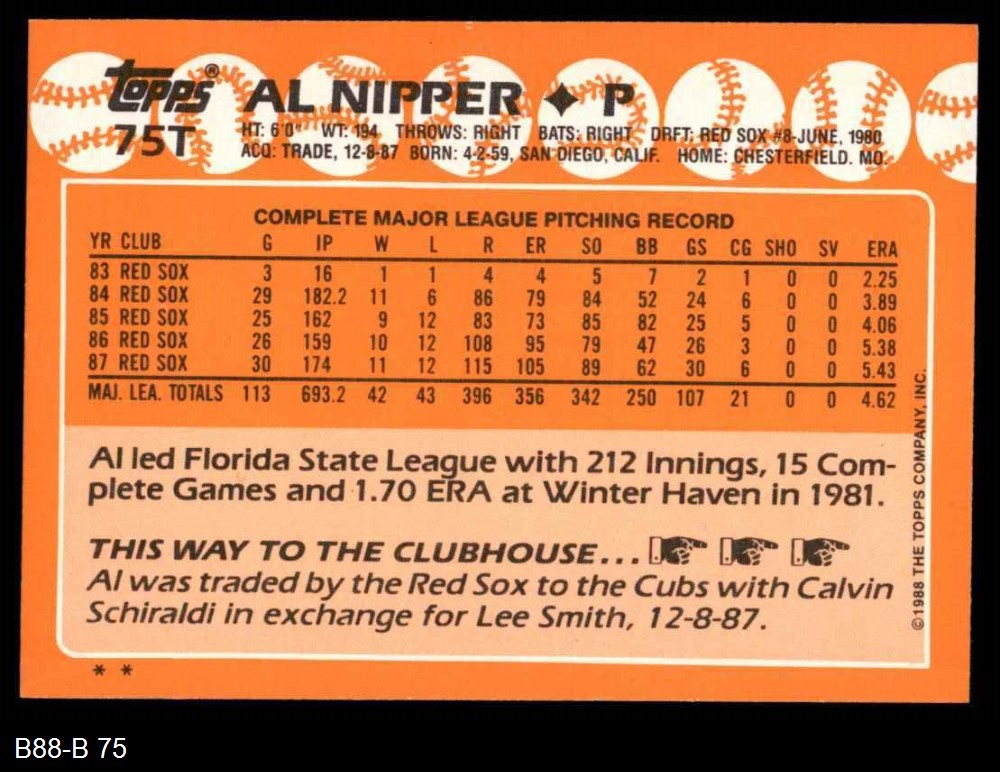 topps® AL NIPPER ✦ P
75T HT: 6'0" WT: 194 THROWS: RIGHT BATS: RIGHT DRFT: RED SOX #8-JUNE, 1980
ACQ: TRADE, 12-8-87 BORN: 4-2-59, SAN DIEGO, CALIF. HOME: CHESTERFIELD. MO.
COMPLETE MAJOR LEAGUE PITCHING RECORD
YR CLUB G IP W L R ER SO BB GS CG SHO SV ERA
83 RED SOX 3 16 1 1 4 4 5 7 2 1 0 0 2.25
84 RED SOX 29 182.2 11 6 86 79 84 52 24 6 0 0 3.89
85 RED SOX 25 162 9 12 83 73 85 82 25 5 0 0 4.06
86 RED SOX 26 159 10 12 108 95 79 47 26 3 0 0 5.38
87 RED SOX 30 174 11 12 115 105 89 62 30 6 0 0 5.43
MAJ. LEA. TOTALS 113 693.2 42 43 396 356 342 250 107 21 0 0 4.62
Al led Florida State League with 212 Innings, 15 Com-
plete Games and 1.70 ERA at Winter Haven in 1981.
THIS WAY TO THE CLUBHOUSE...
Al was traded by the Red Sox to the Cubs with Calvin
Schiraldi in exchange for Lee Smith, 12-8-87.
©1988 THE TOPPS COMPANY, INC.
* *
B88-B 75